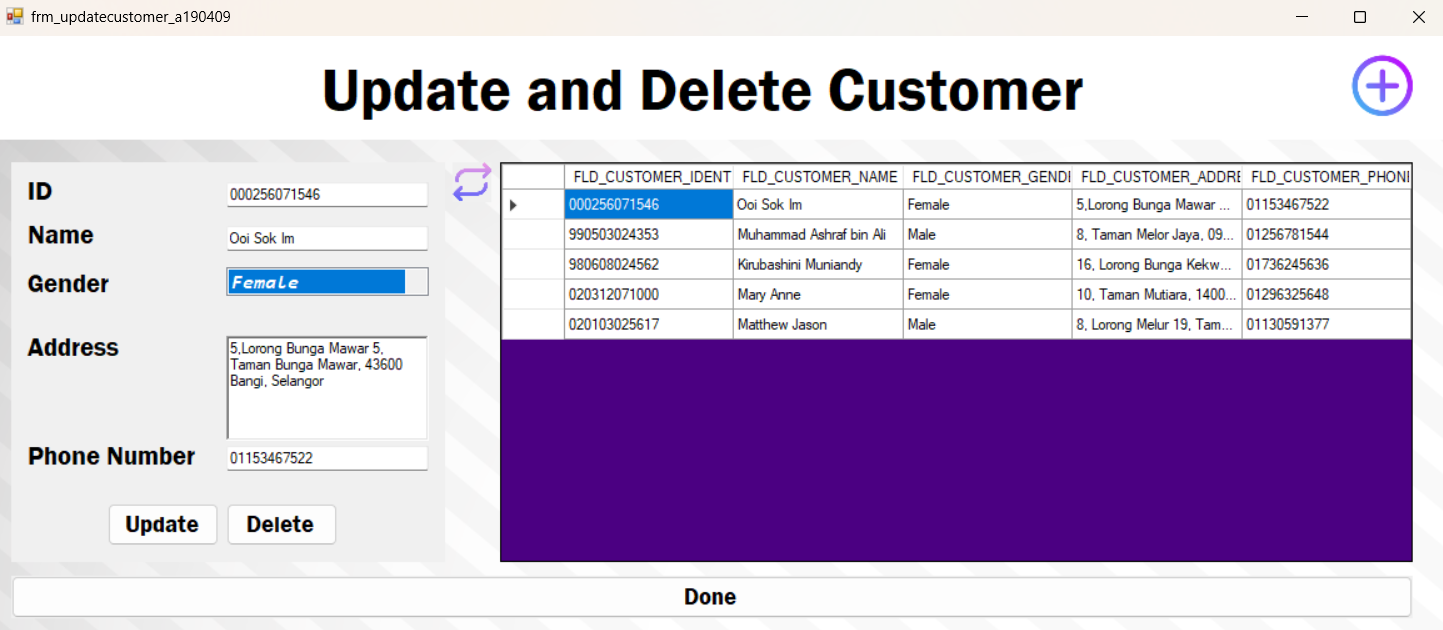 frm_updatecustomer_a190409
Update and Delete Customer
ID
000256071546
Name
Ooi Sok Im
Gender
Female
Address
5,Lorong Bunga Mawar 5,
Taman Bunga Mawar, 43600
Bangi, Selangor
Phone Number
01153467522
Update Delete
FLD_CUSTOMER_IDENT FLD_CUSTOMER_NAME FLD_CUSTOMER_GENDI FLD_CUSTOMER_ADDRE FLD_CUSTOMER_PHONI
000256071546 Ooi Sok Im Female 5,Lorong Bunga Mawar ... 01153467522
990503024353 Muhammad Ashraf bin Ali Male 8, Taman Melor Jaya, 09... 01256781544
980608024562 Kirubashini Muniandy Female 16, Lorong Bunga Kekw... 01736245636
020312071000 Mary Anne Female 10, Taman Mutiara, 1400... 01296325648
020103025617 Matthew Jason Male 8, Lorong Melur 19, Tam... 01130591377
Done